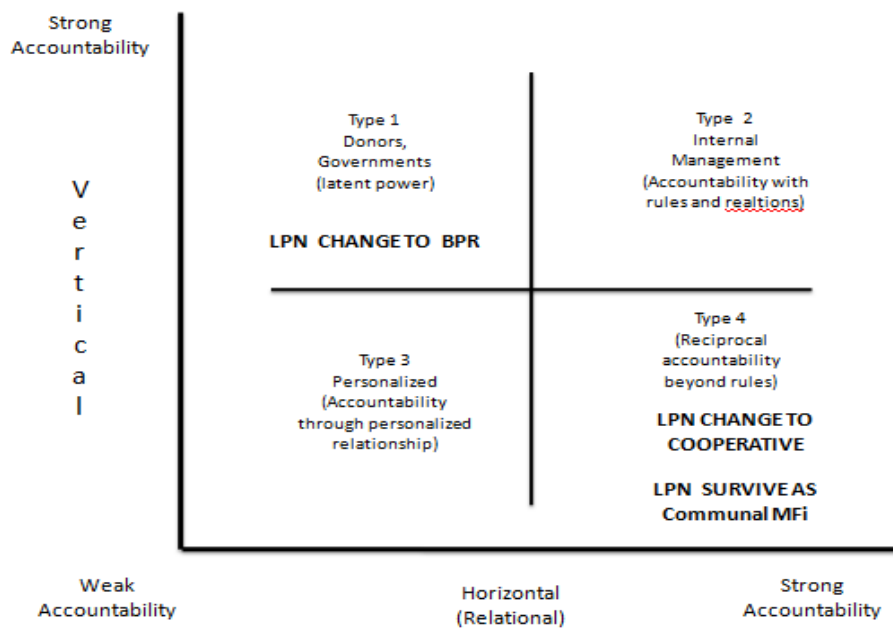 Strong
Accountability
Type 1
Donors,
Governments
(latent power)
LPN CHANGE TO BPR
Type 2
Internal
Management
(Accountability with
rules and realtions)
Vertical
Type 3
Personalized
(Accountability
through personalized
relationship)
Type 4
(Reciprocal
accountability
beyond rules)
LPN CHANGE TO
COOPERATIVE
LPN SURVIVE AS
Communal MFi
Weak
Accountability
Horizontal
(Relational)
Strong
Accountability